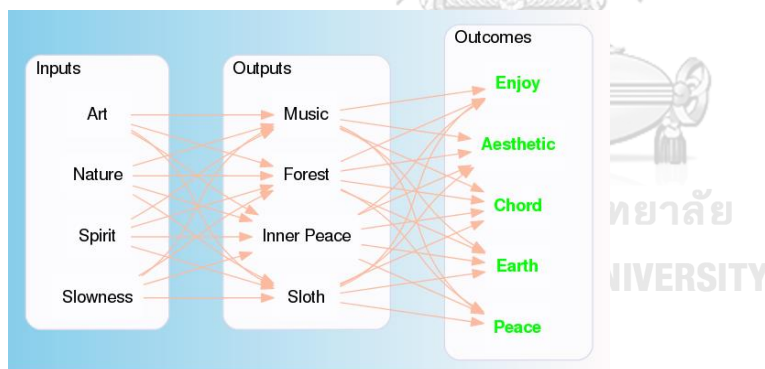 Inputs
Art
Nature
Spirit
Slowness
Outputs
Music
Forest
Inner Peace
Sloth
Outcomes
Enjoy
Aesthetic
Chord
Earth
Peace
ทยาลัย
NIVERSITY